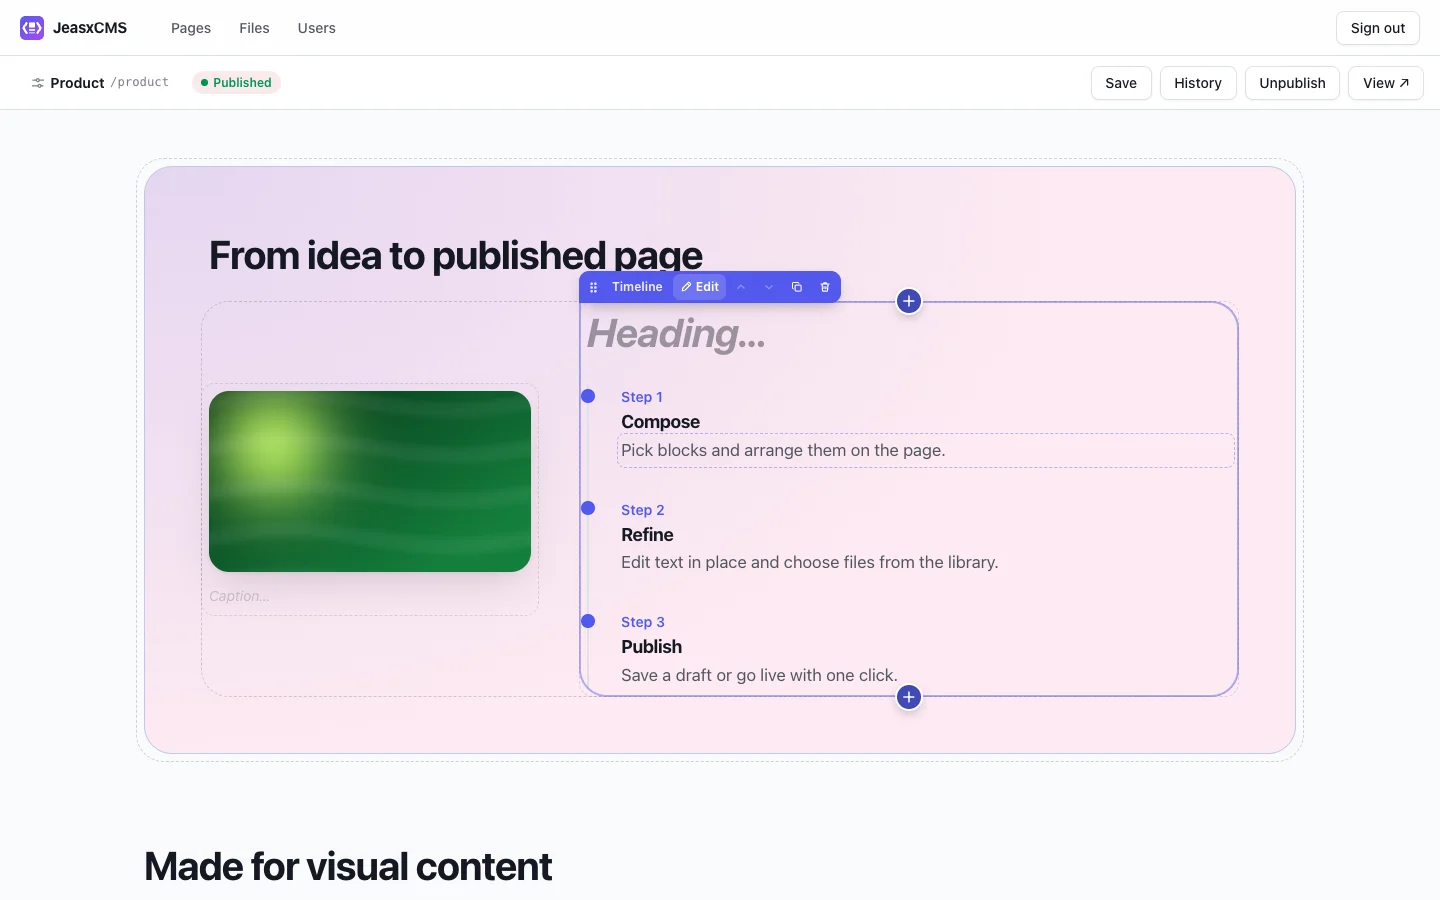 JeasxCMS
Pages
Files
Users
Sign out
Product /product
Published
Save
History
Unpublish
View ↗
From idea to published page
Timeline
Edit
Heading...
Step 1
Compose
Pick blocks and arrange them on the page.
Step 2
Refine
Edit text in place and choose files from the library.
Caption...
Step 3
Publish
Save a draft or go live with one click.
Made for visual content